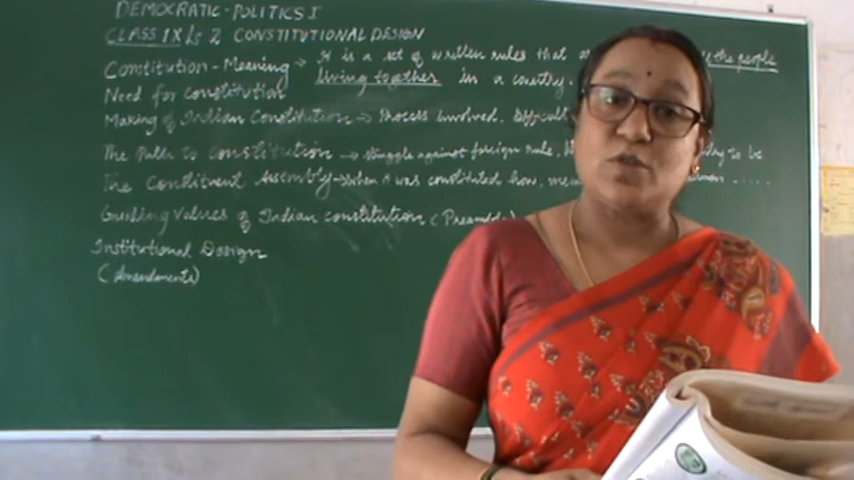 DEMOCRATIC-POLITICS I
CLASS IX Ls 2 CONSTITUTIONAL DESIGN
Constitution - Meaning → It is a set of written rules that the people
living together in a country.
Need for constitution
Making of Indian Constitution → Process involved,
The Path to constitution → struggle against foreign rule, to be
The Constituent Assembly → when it was constituted how, .....
Guiding values of Indian constitution (Preamble)
Institutional Design
(Amendments)